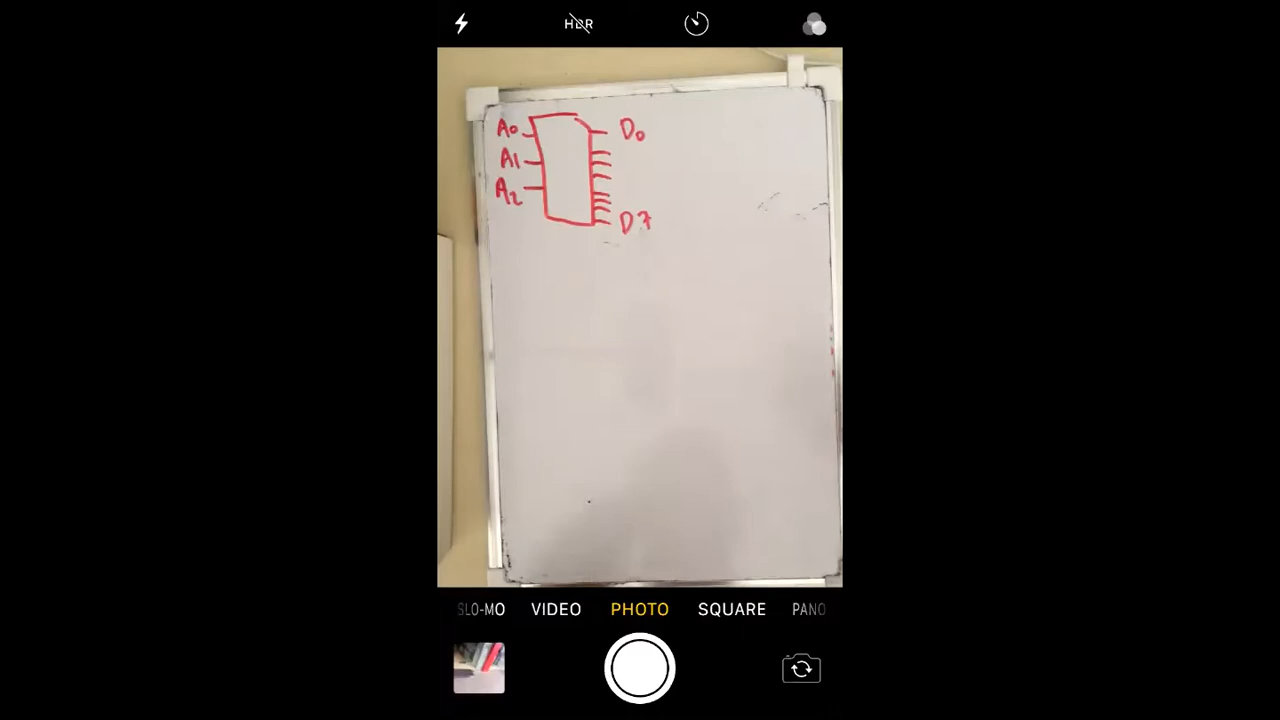 HDR
A0 D0
A1
A2
D7
SLO-MO VIDEO PHOTO SQUARE PANO